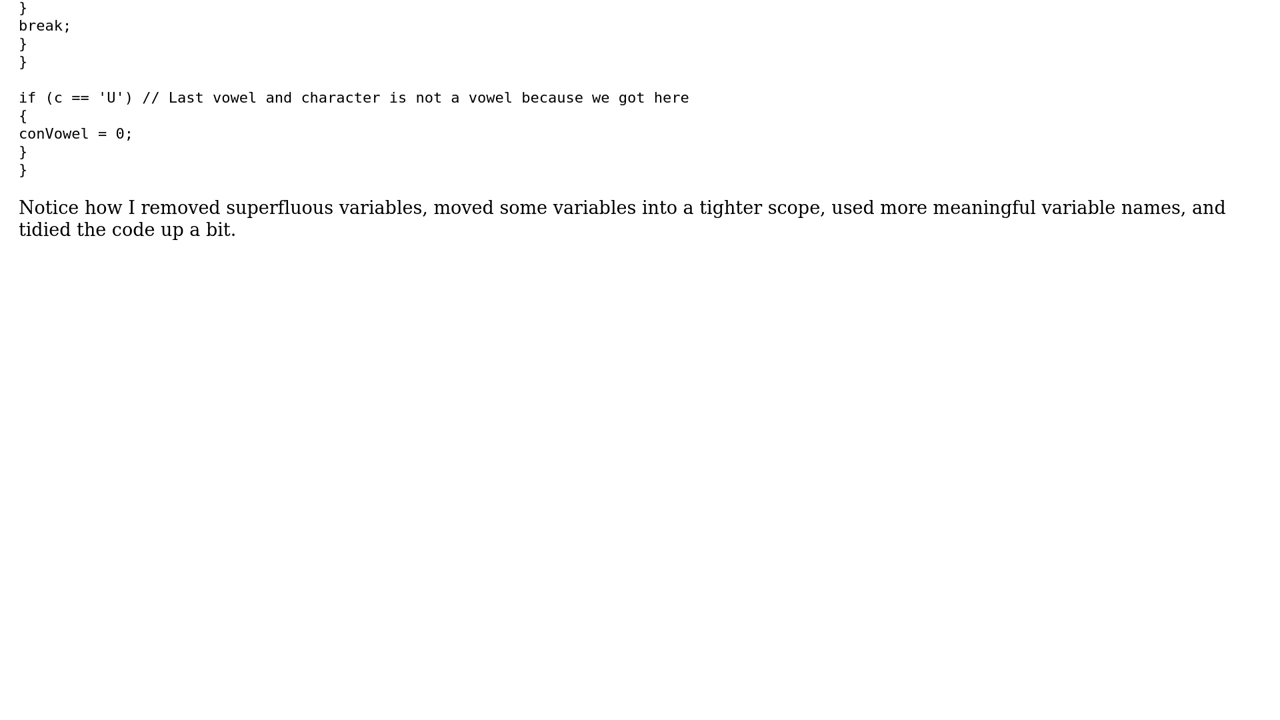 }
break;
}
}
if (c == 'U') // Last vowel and character is not a vowel because we got here
{
conVowel = 0;
}
}
Notice how I removed superfluous variables, moved some variables into a tighter scope, used more meaningful variable names, and
tidied the code up a bit.